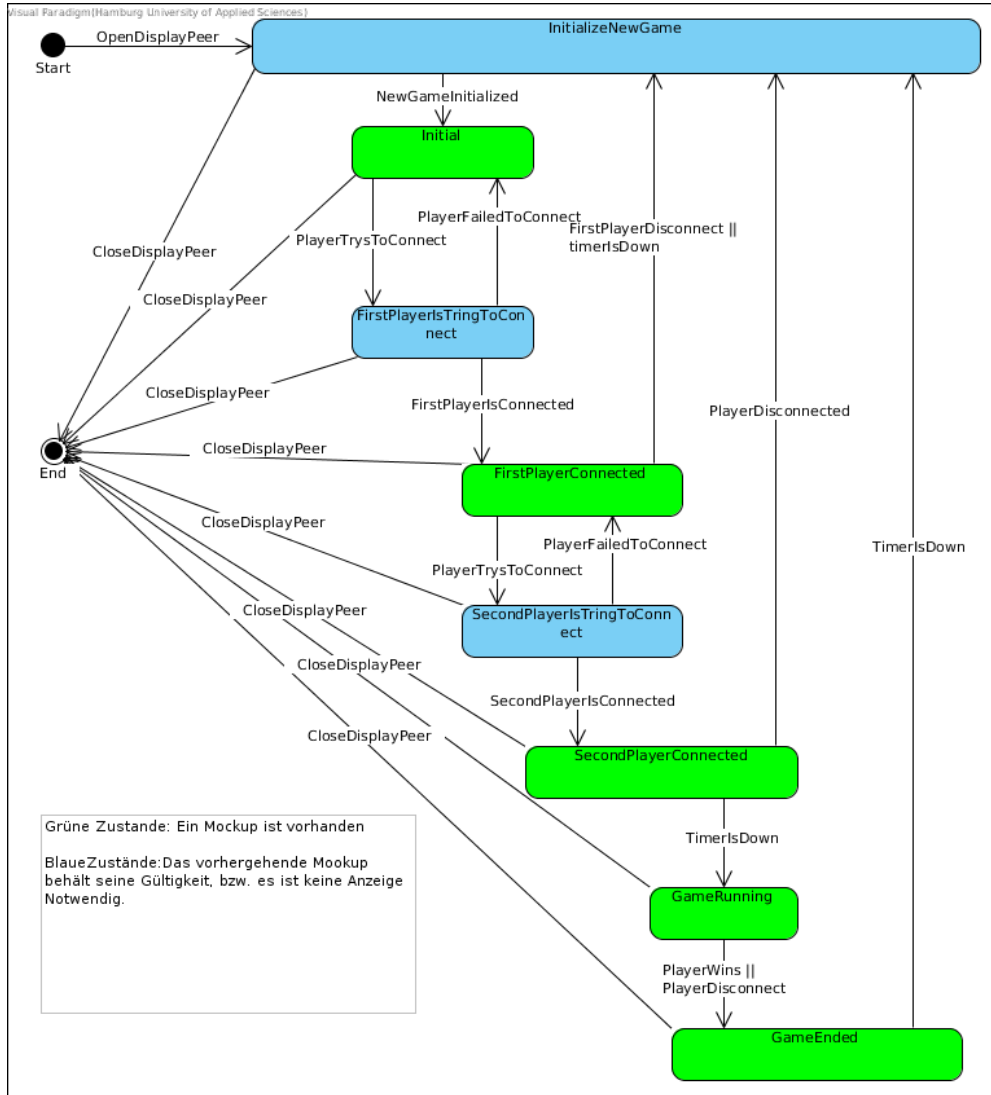 Visual Paradigm(Hamburg University of Applied Sciences)
InitializeNewGame
OpenDisplayPeer
Start
NewGameInitialized
Initial
PlayerFailedToConnect
FirstPlayerDisconnect ||
timerIsDown
PlayerTrysToConnect
CloseDisplayPeer
CloseDisplayPeer
FirstPlayerIsTringToCon
nect
CloseDisplayPeer
FirstPlayerIsConnected
PlayerDisconnected
CloseDisplayPeer
End
FirstPlayerConnected
CloseDisplayPeer
PlayerFailedToConnect
TimerIsDown
PlayerTrysToConnect
CloseDisplayPeer
SecondPlayerIsTringToConn
ect
CloseDisplayPeer
SecondPlayerIsConnected
CloseDisplayPeer
SecondPlayerConnected
Grüne Zustande: Ein Mockup ist vorhanden
BlaueZustände:Das vorhergehende Mookup
behält seine Gültigkeit, bzw. es ist keine Anzeige
Notwendig.
TimerIsDown
GameRunning
PlayerWins ||
PlayerDisconnect
GameEnded